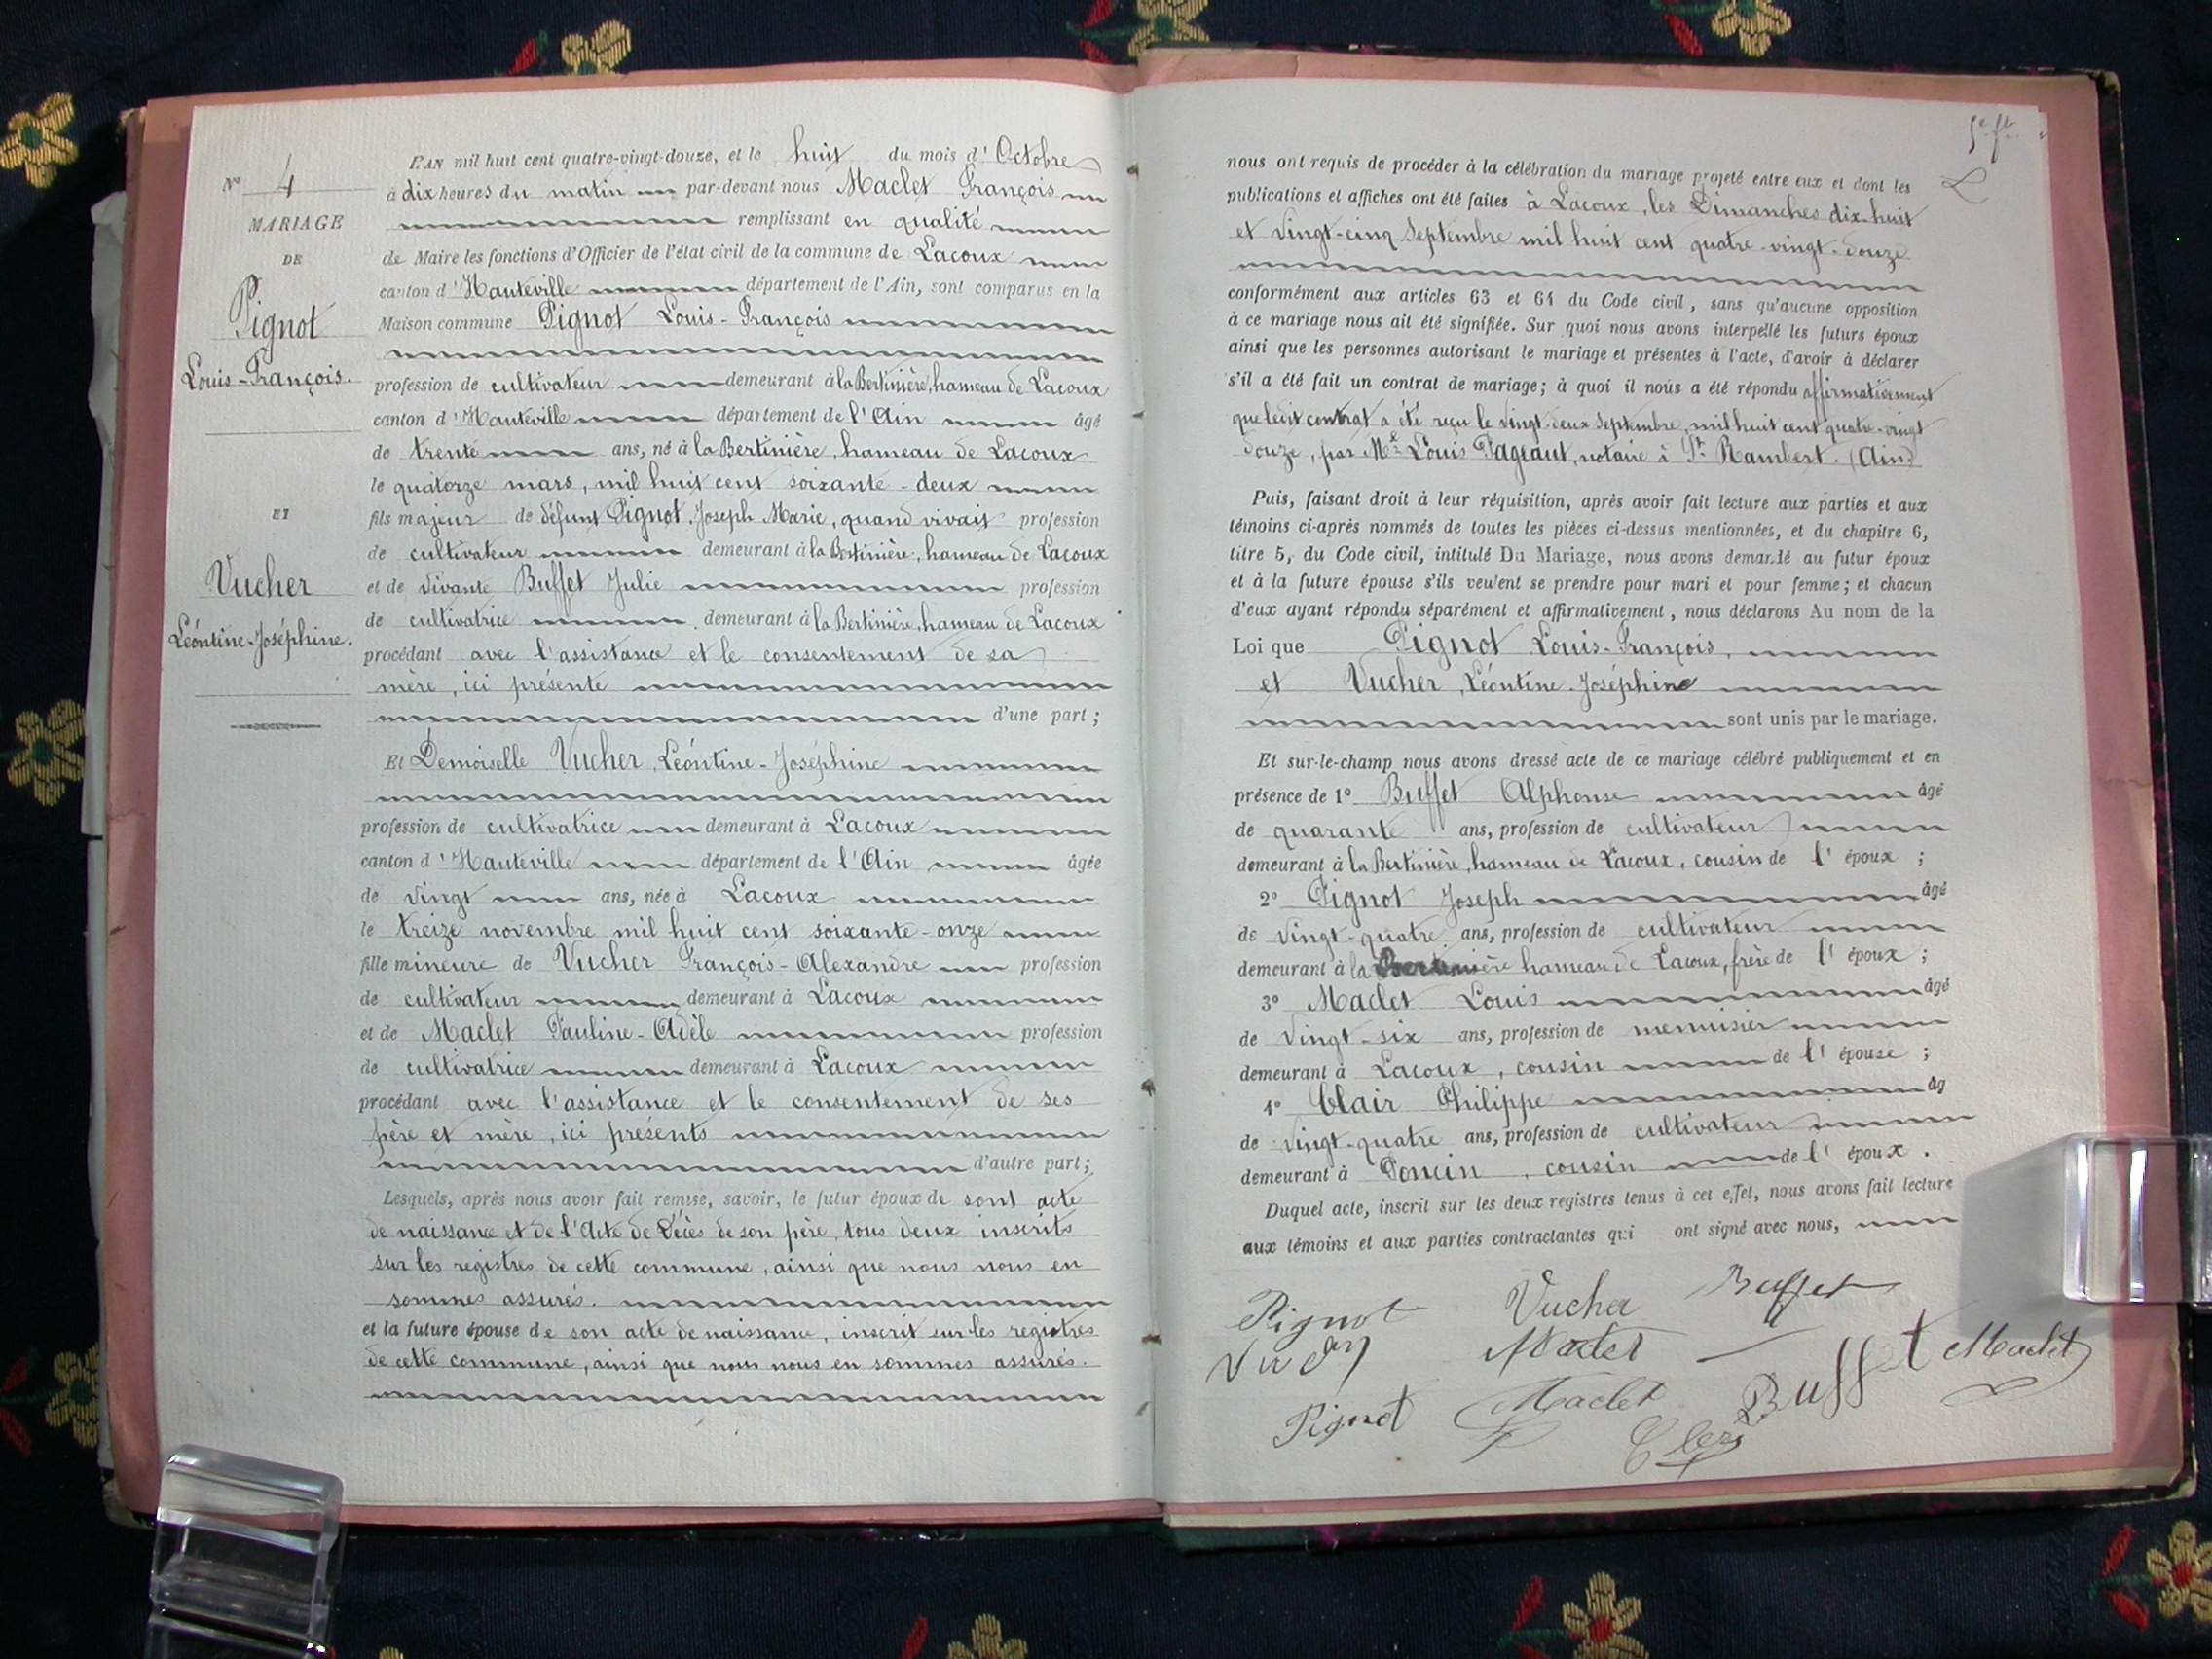 N° 4
MARIAGE
DE
Pignot
Louis-François.
ET
Vucher
Léontine-Joséphine.
L'AN mil huit cent quatre-vingt-douze, et le huit du mois d'Octobre
à dix heures du matin par-devant nous Maclet François
remplissant en qualité
de Maire les fonctions d'Officier de l'état civil de la commune de Lacoux
canton d'Hauteville département de l'Ain, sont comparus en la
Maison commune Pignot Louis-François
profession de cultivateur demeurant à la Bertinière, hameau de Lacoux
canton d'Hauteville département de l'Ain âgé
de trente ans, né à la Bertinière, hameau de Lacoux
le quatorze mars, mil huit cent soixante-deux
fils majeur de défunt Pignot Joseph Marie, quand vivait profession
de cultivateur demeurant à la Bertinière, hameau de Lacoux
et de vivante Buffet Julie profession
de cultivatrice demeurant à la Bertinière, hameau de Lacoux
procédant avec l'assistance et le consentement de sa
mère, ici présente
d'une part;
Et Demoiselle Vucher, Léontine-Joséphine
profession de cultivatrice demeurant à Lacoux
canton d'Hauteville département de l'Ain âgée
de vingt ans, née à Lacoux
le treize novembre mil huit cent soixante-onze
fille mineure de Vucher François-Alexandre profession
de cultivateur demeurant à Lacoux
et de Maclet Pauline-Adèle profession
de cultivatrice demeurant à Lacoux
procédant avec l'assistance et le consentement de ses
père et mère, ici présents
d'autre part;
Lesquels, après nous avoir fait remise, savoir, le futur époux de sont acte
de naissance et de l'Acte de Décès de son père, tous deux inscrits
sur les registres de cette commune, ainsi que nous nous en
sommes assurés.
et la future épouse de son acte de naissance, inscrit sur les registres
de cette commune, ainsi que nous nous en sommes assurés.
5e ft
nous ont requis de procéder à la célébration du mariage projeté entre eux et dont les
publications et affiches ont été faites à Lacoux, les Dimanches dix-huit
et vingt-cinq Septembre mil huit cent quatre-vingt-douze
conformément aux articles 63 et 64 du Code civil, sans qu'aucune opposition
à ce mariage nous ait été signifiée. Sur quoi nous avons interpellé les futurs époux
ainsi que les personnes autorisant le mariage et présentes à l'acte, d'avoir à déclarer
s'il a été fait un contrat de mariage; à quoi il nous a été répondu affirmativement
que ledit contrat a été reçu le vingt-deux Septembre, mil huit cent quatre-vingt
douze, par Me Louis Pageaut, notaire à St Rambert. (Ain)
Puis, faisant droit à leur réquisition, après avoir fait lecture aux parties et aux
témoins ci-après nommés de toutes les pièces ci-dessus mentionnées, et du chapitre 6,
titre 5, du Code civil, intitulé Du Mariage, nous avons demandé au futur époux
et à la future épouse s'ils veulent se prendre pour mari et pour femme; et chacun
d'eux ayant répondu séparément et affirmativement, nous déclarons Au nom de la
Loi que Pignot Louis-François,
et Vucher, Léontine-Joséphine
sont unis par le mariage.
Et sur-le-champ nous avons dressé acte de ce mariage célébré publiquement et en
présence de 1° Buffet Alphonse âgé
de quarante ans, profession de cultivateur
demeurant à la Bertinière, hameau de Lacoux, cousin de l'époux;
2° Pignot Joseph âgé
de vingt-quatre ans, profession de cultivateur
demeurant à la Bertinière hameau de Lacoux, frère de l'époux;
3° Maclet Louis âgé
de vingt-six ans, profession de menuisier
demeurant à Lacoux, cousin de l'épouse;
4° Clair Philippe âg
de vingt-quatre ans, profession de cultivateur
demeurant à Poncin, cousin de l'époux.
Duquel acte, inscrit sur les deux registres tenus à cet effet, nous avons fait lecture
aux témoins et aux parties contractantes qui ont signé avec nous,
Pignot Vucher Buffet
Maclet Buffet Maclet
Pignot Maclet